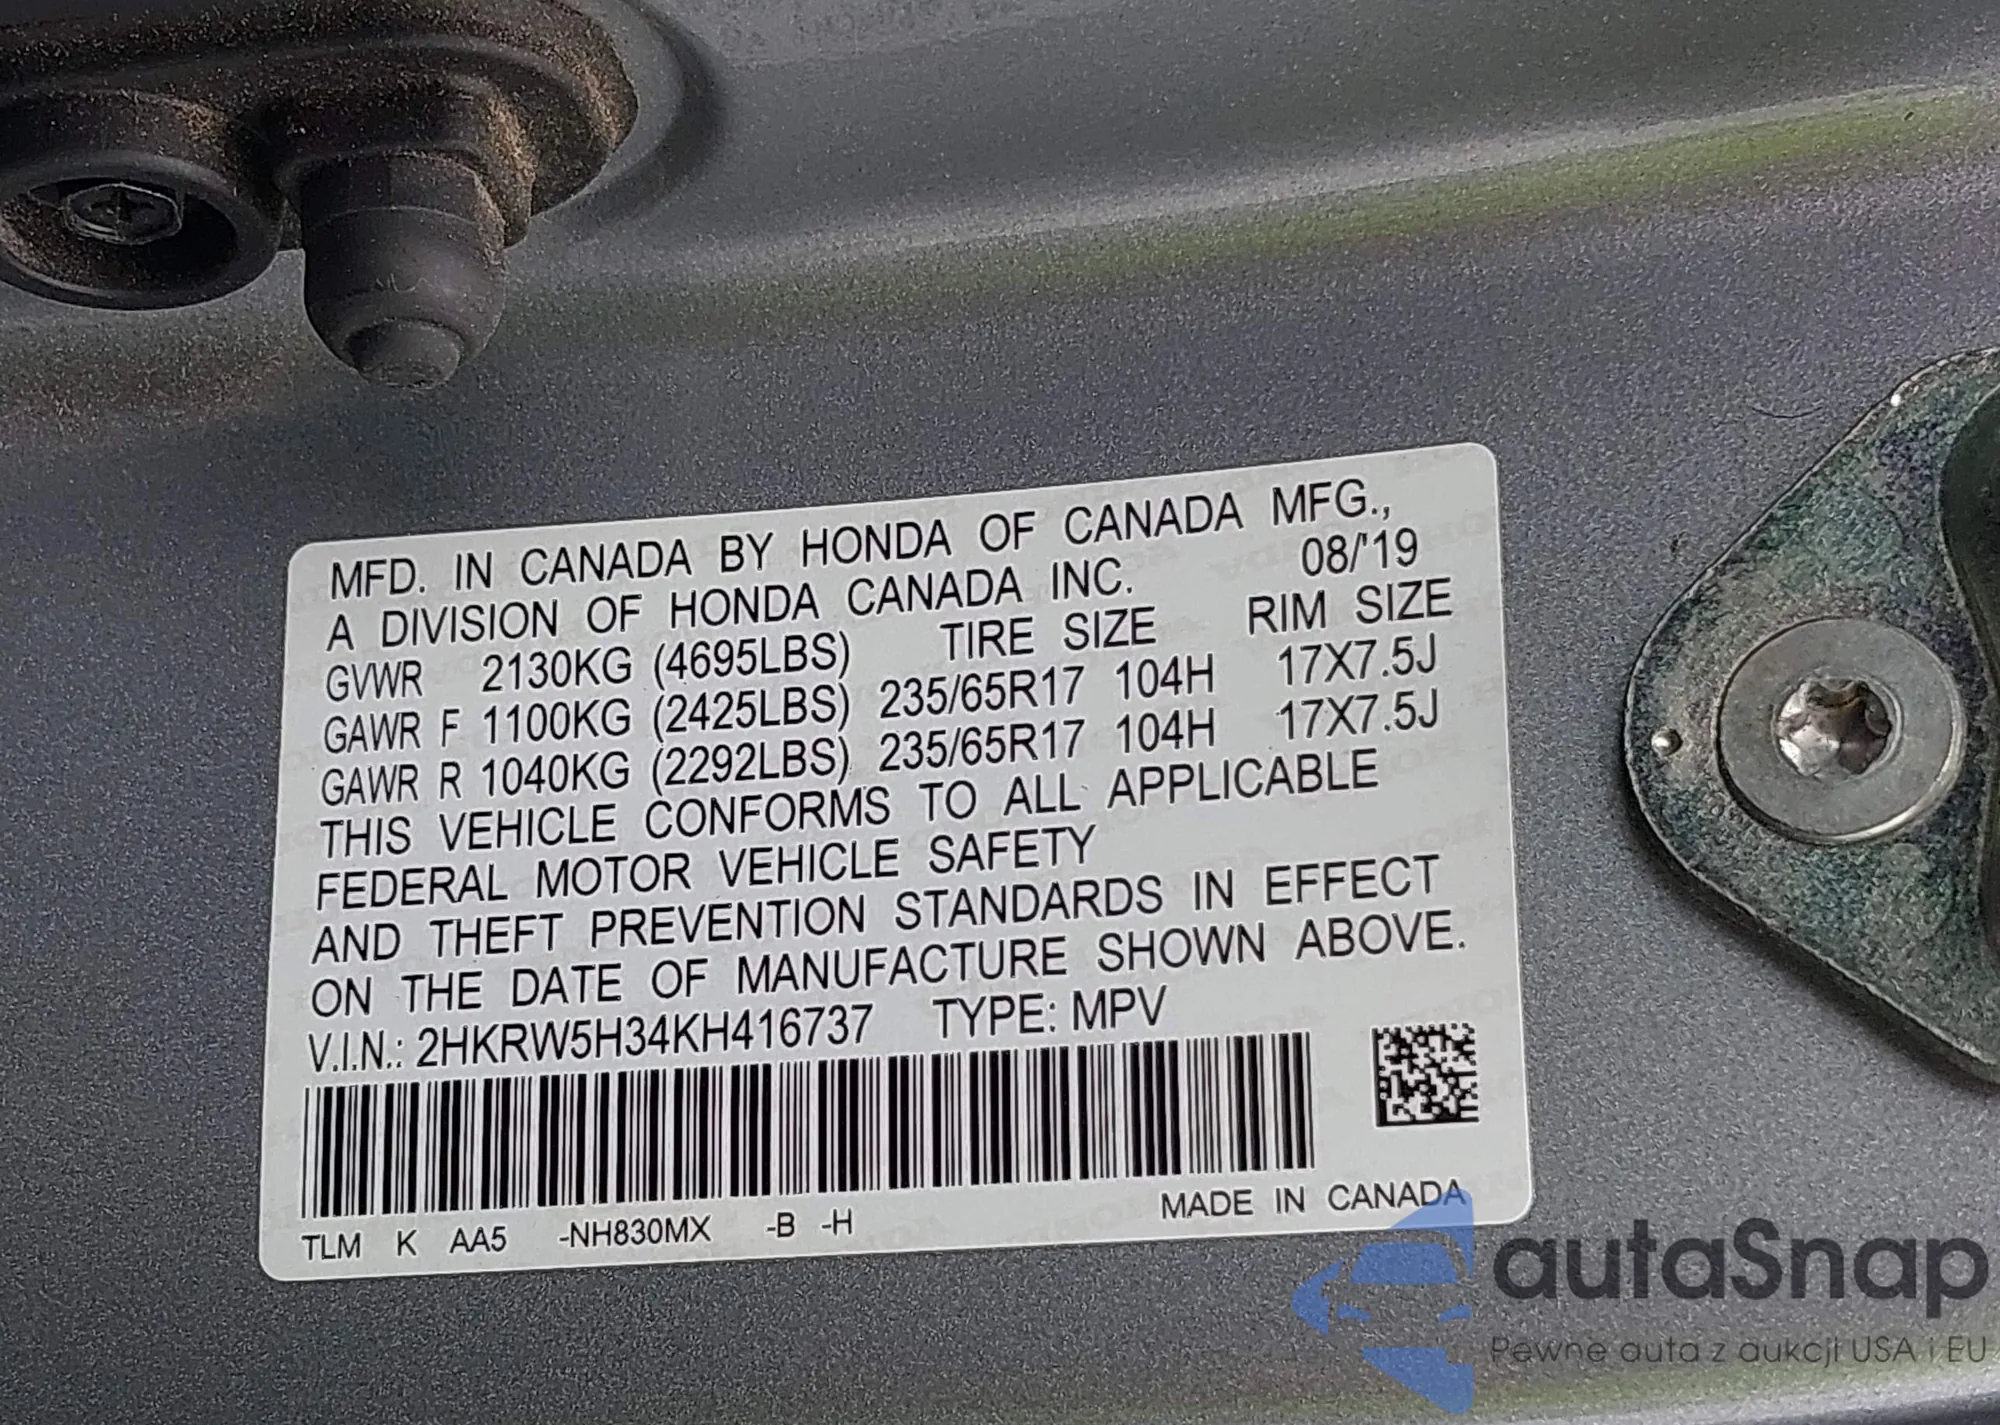 MFD. IN CANADA BY HONDA OF CANADA MFG.,
A DIVISION OF HONDA CANADA INC. 08/'19
GVWR 2130KG (4695LBS) TIRE SIZE RIM SIZE
GAWR F 1100KG (2425LBS) 235/65R17 104H 17X7.5J
GAWR R 1040KG (2292LBS) 235/65R17 104H 17X7.5J
THIS VEHICLE CONFORMS TO ALL APPLICABLE
FEDERAL MOTOR VEHICLE SAFETY
AND THEFT PREVENTION STANDARDS IN EFFECT
ON THE DATE OF MANUFACTURE SHOWN ABOVE.
V.I.N.: 2HKRW5H34KH416737 TYPE: MPV
MADE IN CANADA
TLM K AA5 -NH830MX -B -H
autaSnap
Pewne auta z aukcji USA i EU